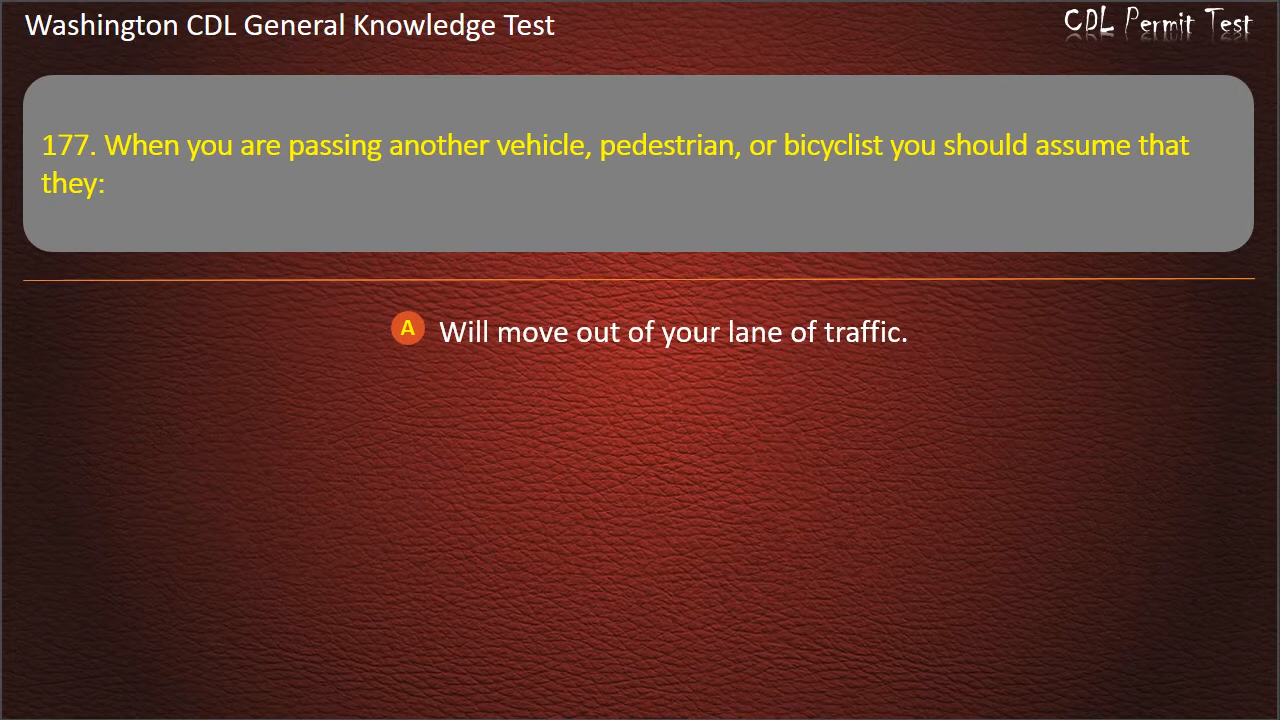 Washington CDL General Knowledge Test
CDL Permit Test
177. When you are passing another vehicle, pedestrian, or bicyclist you should assume that
they:
A Will move out of your lane of traffic.